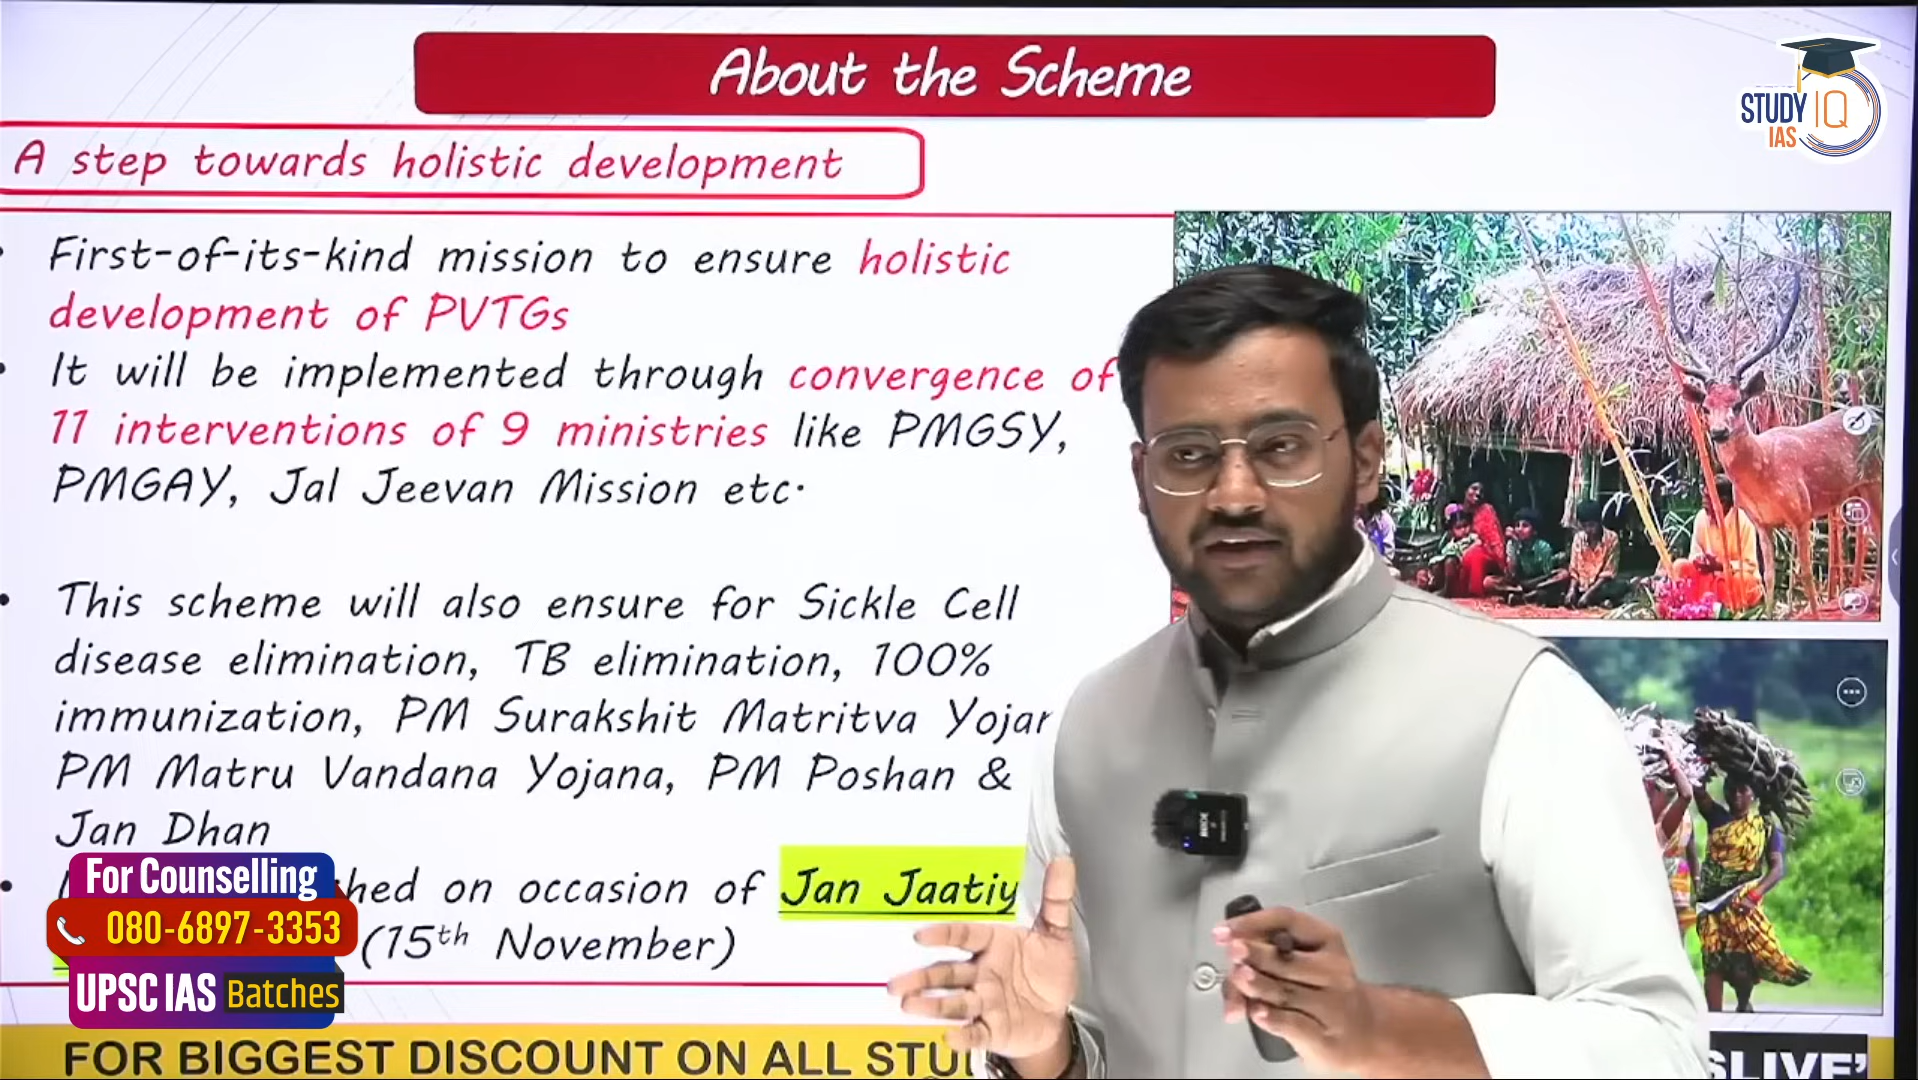 About the Scheme
STUDY IQ
IAS
A step towards holistic development
First-of-its-kind mission to ensure holistic
development of PVTGs
It will be implemented through convergence of
11 interventions of 9 ministries like PMGSY,
PMGAY, Jal Jeevan Mission etc.
This scheme will also ensure for Sickle Cell
disease elimination, TB elimination, 100%
immunization, PM Surakshit Matritva
PM Matru Vandana Yojana, PM Poshan &
Jan Dhan
on occasion of Jan
(15th November)
For Counselling
080-6897-3353
UPSC IAS Batches
FOR BIGGEST DISCOUNT ON ALL